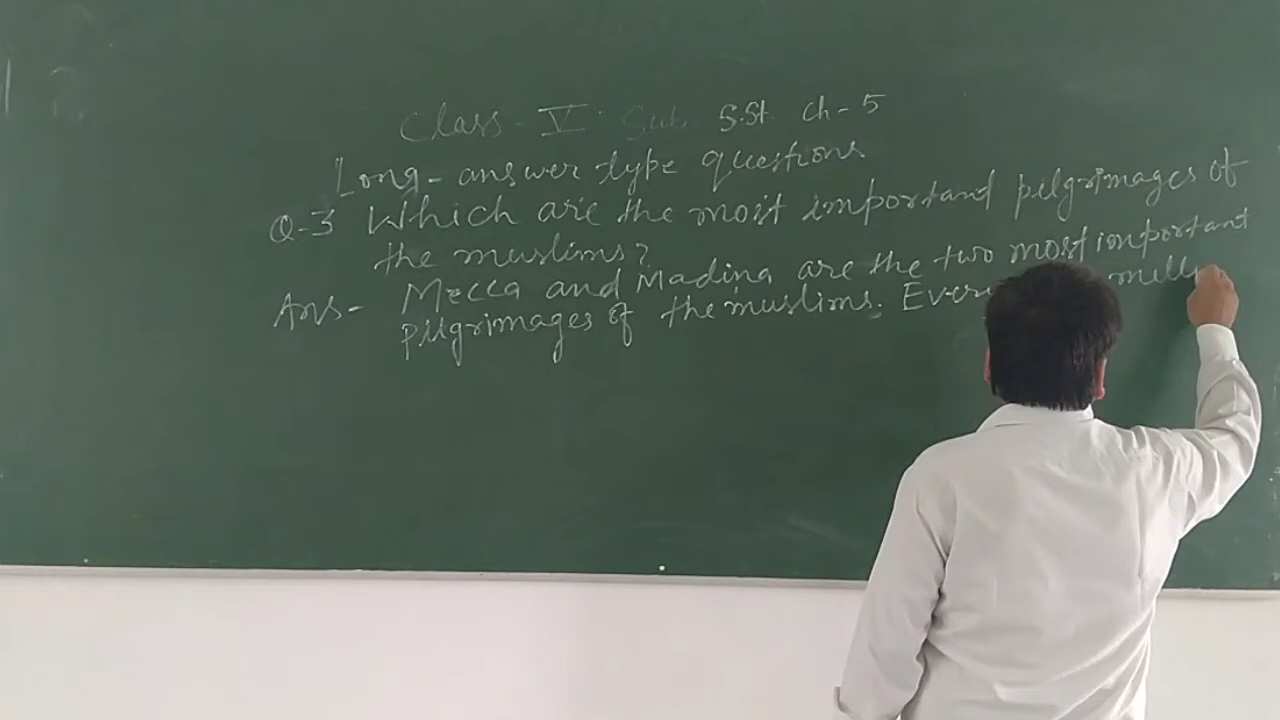 Class - V. Sub. S.St. ch - 5
Long - answer type questions
Q-3 Which are the most important pilgrimages of
the muslims?
Ans - Mecca and Madina are the two most important
pilgrimages of the muslims. Every